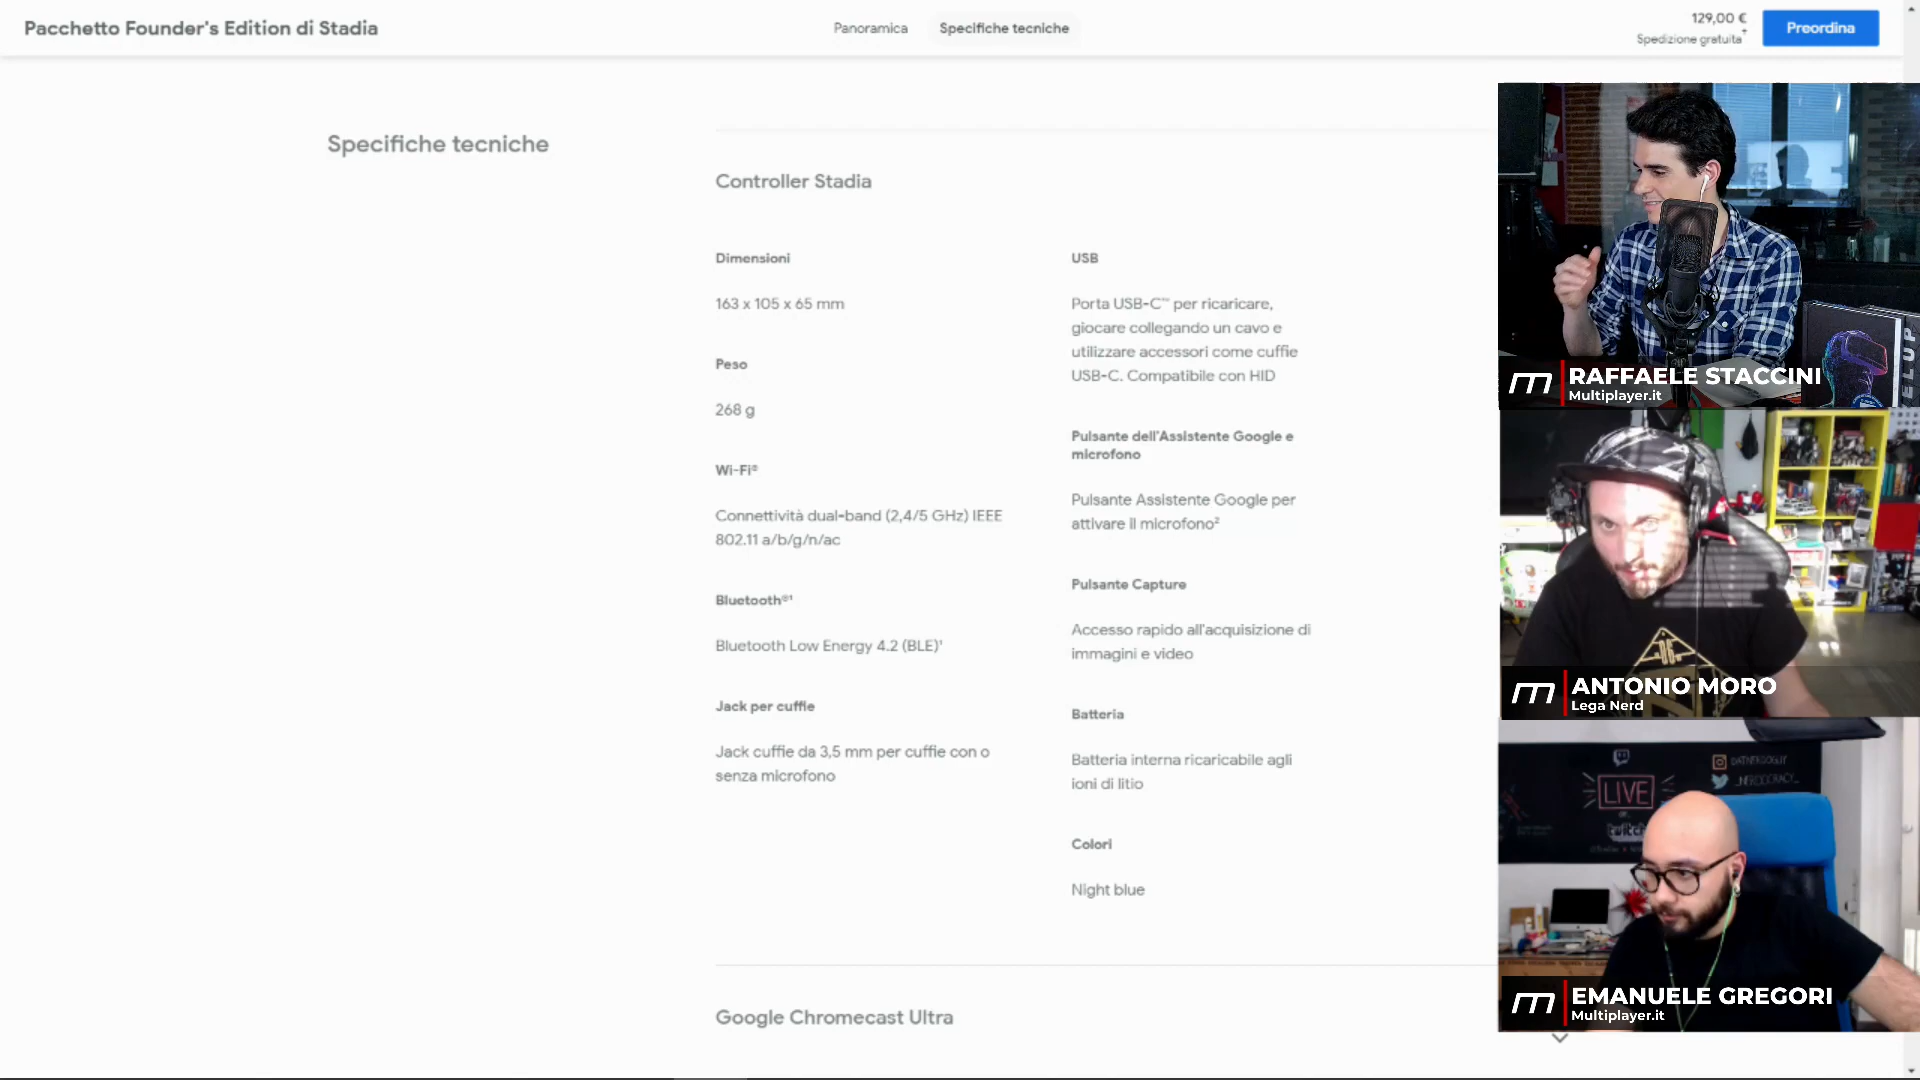 Pacchetto Founder's Edition di Stadia
Panoramica
Specifiche tecniche
129,00 €
Spedizione gratuita†
Preordina
Specifiche tecniche
Controller Stadia
Dimensioni
163 x 105 x 65 mm
Peso
268 g
Wi-Fi®
Connettività dual-band (2,4/5 GHz) IEEE
802.11 a/b/g/n/ac
Bluetooth®¹
Bluetooth Low Energy 4.2 (BLE)¹
Jack per cuffie
Jack cuffie da 3,5 mm per cuffie con o
senza microfono
USB
Porta USB-C™ per ricaricare,
giocare collegando un cavo e
utilizzare accessori come cuffie
USB-C. Compatibile con HID
Pulsante dell'Assistente Google e
microfono
Pulsante Assistente Google per
attivare il microfono²
Pulsante Capture
Accesso rapido all'acquisizione di
immagini e video
Batteria
Batteria interna ricaricabile agli
ioni di litio
Colori
Night blue
Google Chromecast Ultra
RAFFAELE STACCINI
Multiplayer.it
ANTONIO MORO
Lega Nerd
LIVE
twitch
EMANUELE GREGORI
Multiplayer.it